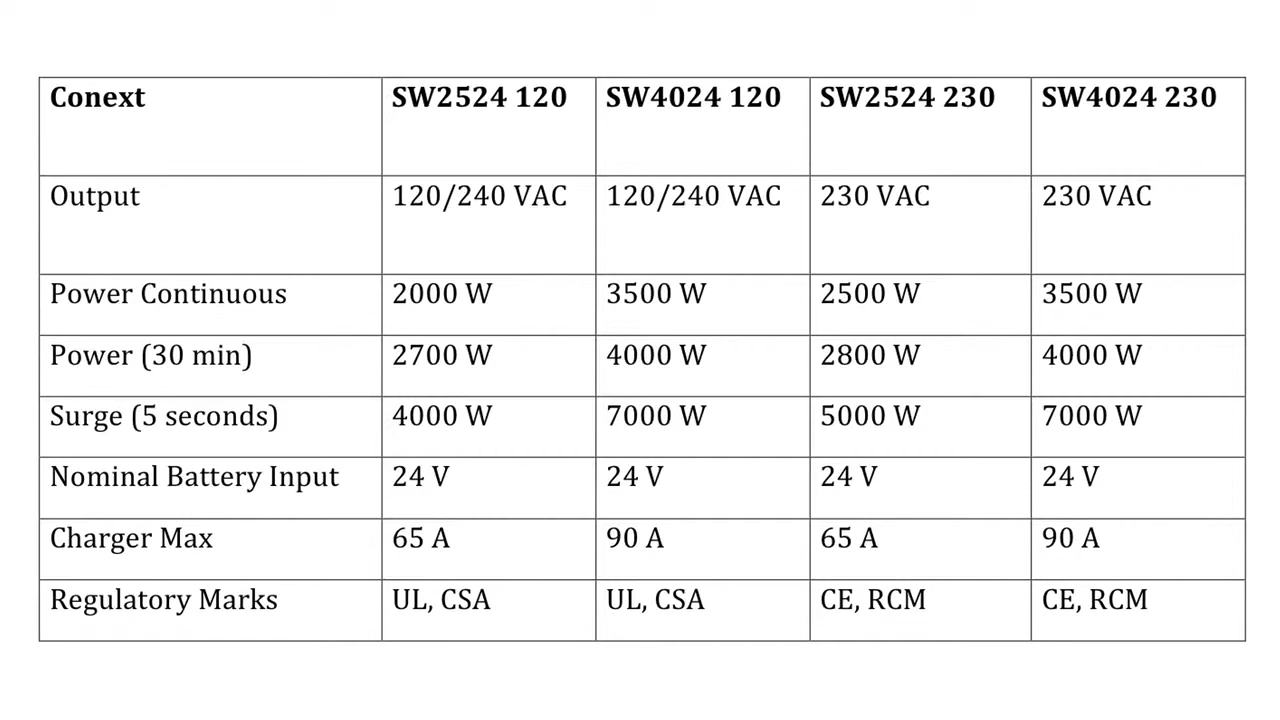 Conext SW2524 120 SW4024 120 SW2524 230 SW4024 230
Output 120/240 VAC 120/240 VAC 230 VAC 230 VAC
Power Continuous 2000 W 3500 W 2500 W 3500 W
Power (30 min) 2700 W 4000 W 2800 W 4000 W
Surge (5 seconds) 4000 W 7000 W 5000 W 7000 W
Nominal Battery Input 24 V 24 V 24 V 24 V
Charger Max 65 A 90 A 65 A 90 A
Regulatory Marks UL, CSA UL, CSA CE, RCM CE, RCM